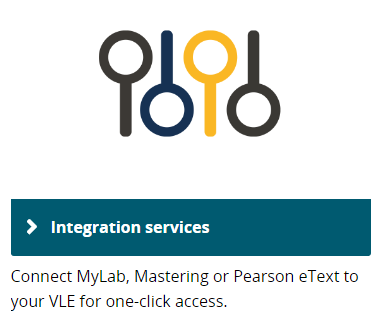 Integration services
Connect MyLab, Mastering or Pearson eText to
your VLE for one-click access.